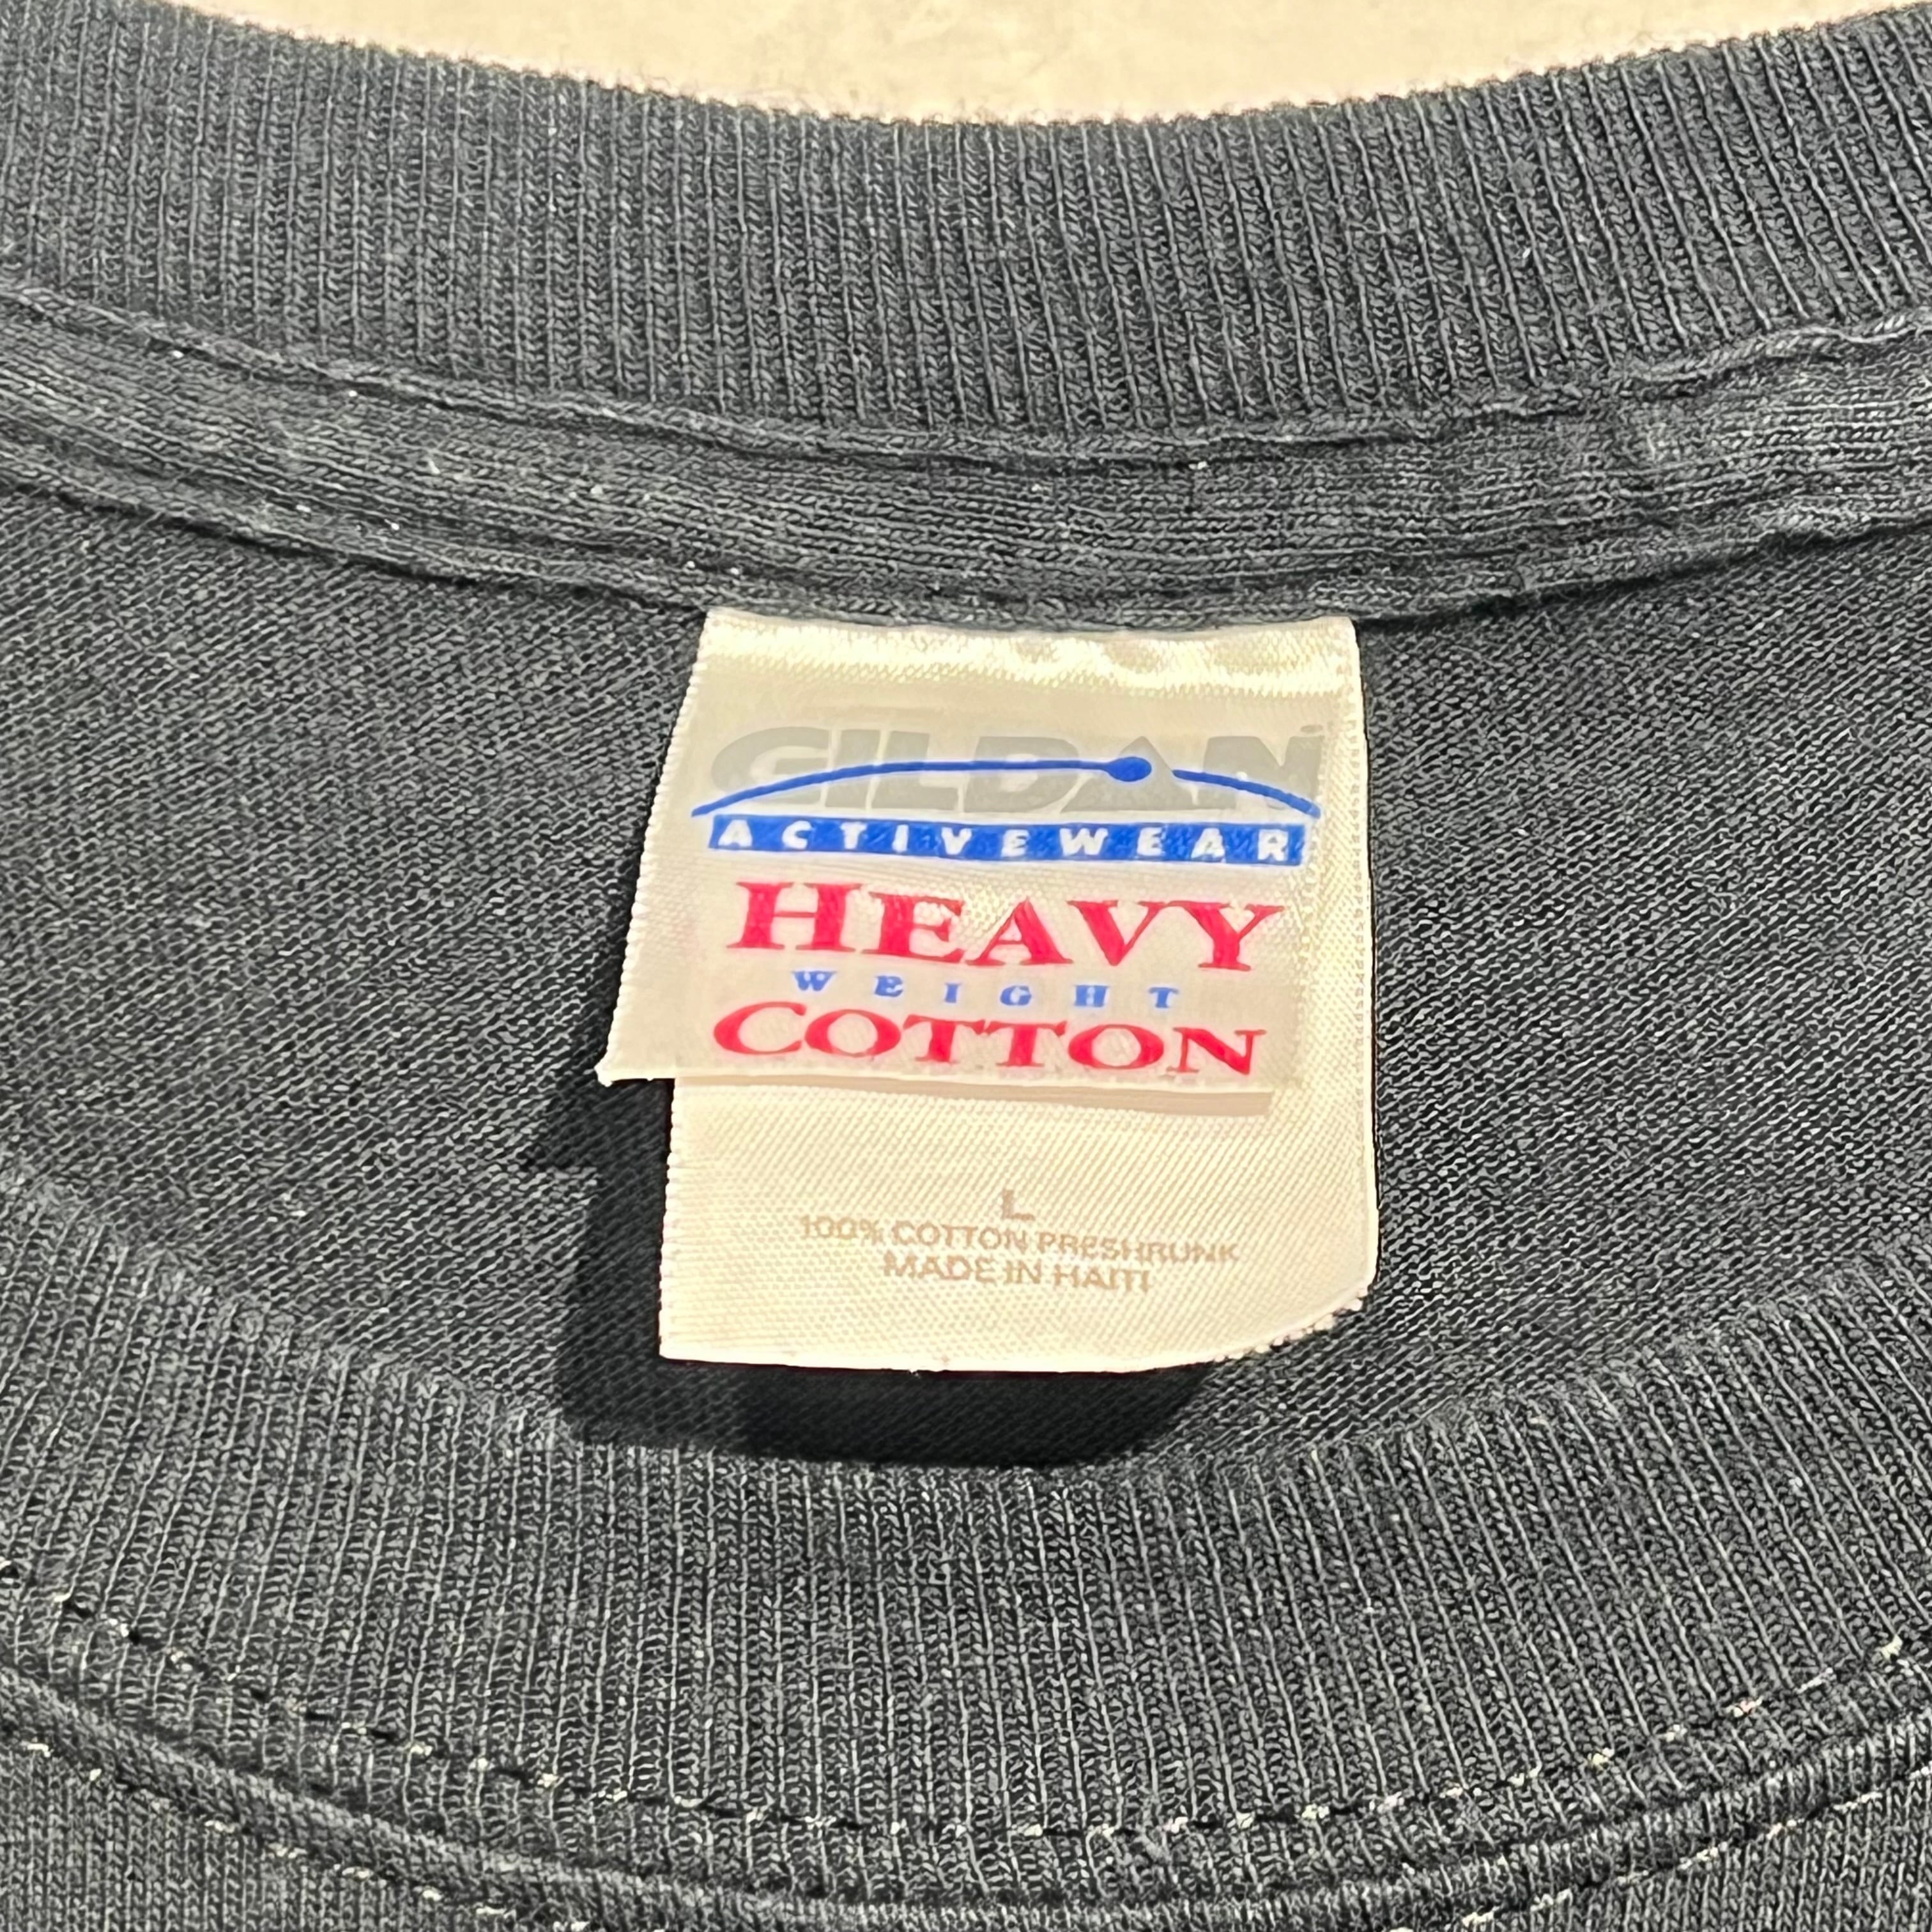 GILDAN
ACTIVEWEAR
HEAVY
WEIGHT
COTTON
L
100% COTTON PRESHRUNK
MADE IN HAITI